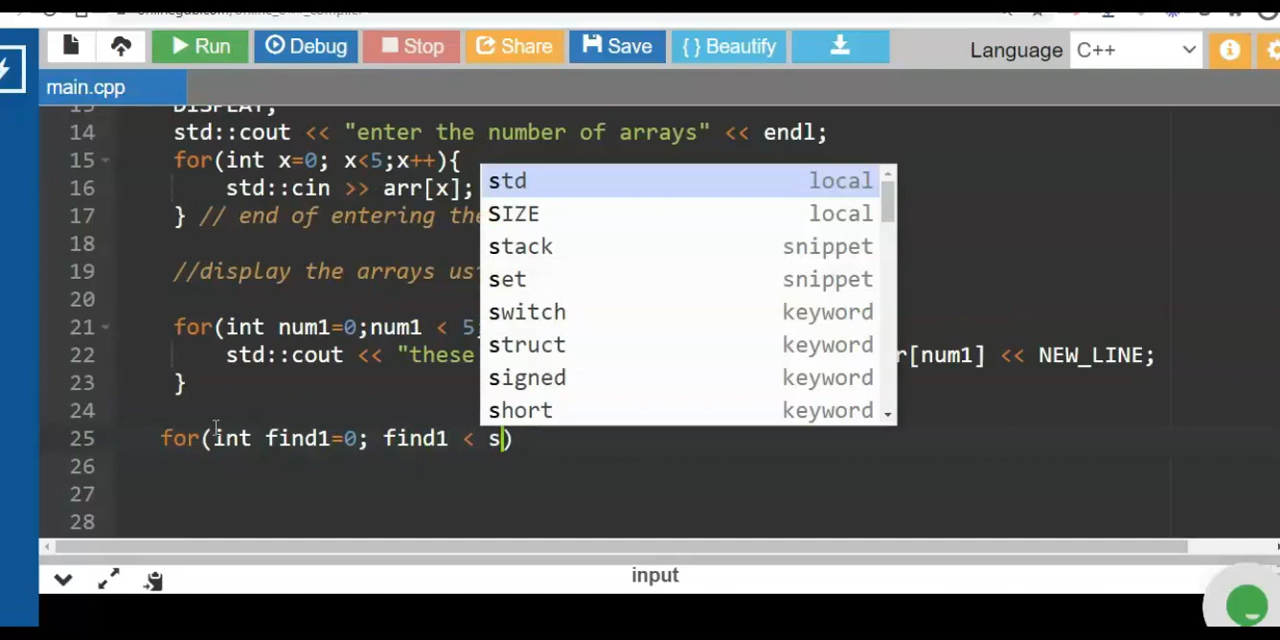 Run Debug Stop Share Save { } Beautify Language C++
main.cpp
DISPLAY;
14 std::cout << "enter the number of arrays" << endl;
15 for(int x=0; x<5;x++){
16 std::cin >> arr[x];
17 } // end of entering the
18
19 //display the arrays us
20
21 for(int num1=0;num1 < 5;
22 std::cout << "these r[num1] << NEW_LINE;
23 }
24
25 for(int find1=0; find1 < s)
26
27
28
std local
SIZE local
stack snippet
set snippet
switch keyword
struct keyword
signed keyword
short keyword
input